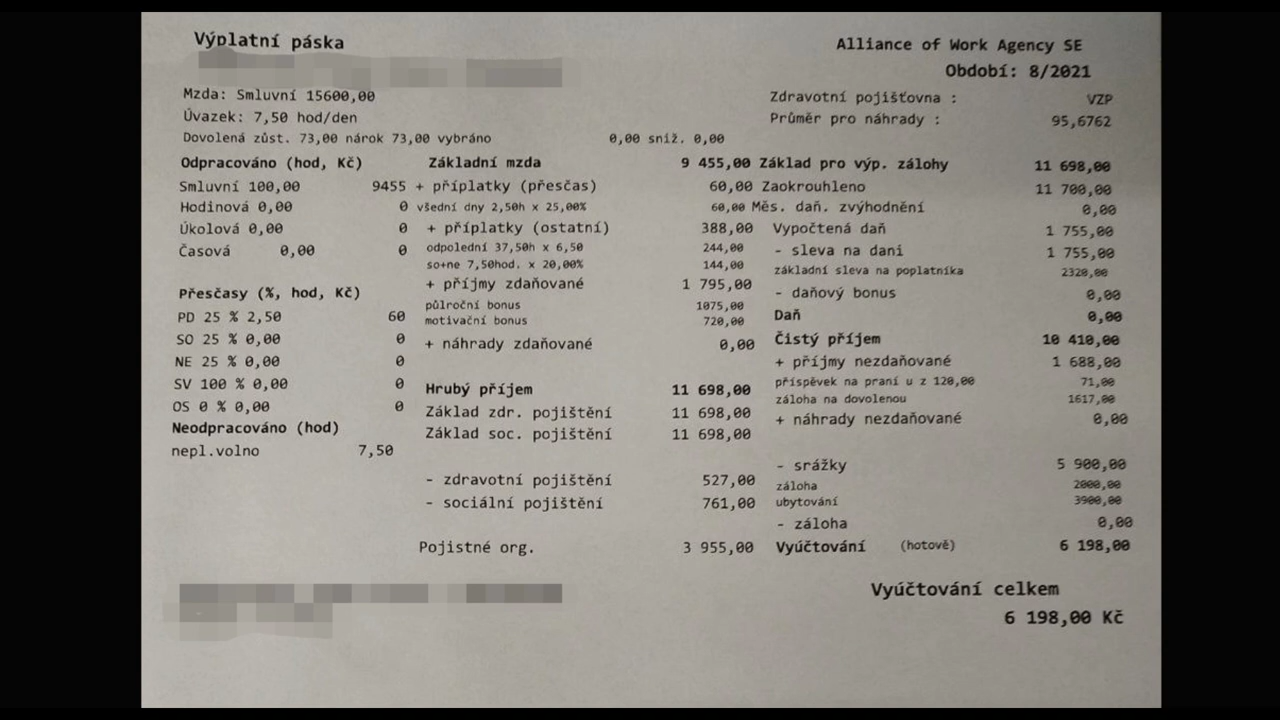 Výplatní páska
Alliance of Work Agency SE
Období: 8/2021
Mzda: Smluvní 15600,00
Úvazek: 7,50 hod/den
Dovolená zůst. 73,00 nárok 73,00 vybráno 0,00 sníž. 0,00
Zdravotní pojišťovna : VZP
Průměr pro náhrady : 95,6762
Odpracováno (hod, Kč)
Smluvní 100,00 9455
Hodinová 0,00 0
Úkolová 0,00 0
Časová 0,00 0
Přesčasy (%, hod, Kč)
PD 25 % 2,50 60
SO 25 % 0,00 0
NE 25 % 0,00 0
SV 100 % 0,00 0
OS 0 % 0,00 0
Neodpracováno (hod)
nepl.volno 7,50
Základní mzda 9 455,00
+ příplatky (přesčas) 60,00
všední dny 2,50h x 25,00% 60,00
+ příplatky (ostatní) 388,00
odpolední 37,50h x 6,50 244,00
so+ne 7,50hod. x 20,00% 144,00
+ příjmy zdaňované 1 795,00
půlroční bonus 1075,00
motivační bonus 720,00
+ náhrady zdaňované 0,00
Hrubý příjem 11 698,00
Základ zdr. pojištění 11 698,00
Základ soc. pojištění 11 698,00
- zdravotní pojištění 527,00
- sociální pojištění 761,00
Pojistné org. 3 955,00
Základ pro výp. zálohy 11 698,00
Zaokrouhleno 11 700,00
Měs. daň. zvýhodnění 0,00
Vypočtená daň 1 755,00
- sleva na dani 1 755,00
základní sleva na poplatníka 2320,00
- daňový bonus 0,00
Daň 0,00
Čistý příjem 10 410,00
+ příjmy nezdaňované 1 688,00
příspěvek na praní u z 120,00 71,00
záloha na dovolenou 1617,00
+ náhrady nezdaňované 0,00
- srážky 5 900,00
záloha 2000,00
ubytování 3900,00
- záloha 0,00
Vyúčtování (hotově) 6 198,00
Vyúčtování celkem
6 198,00 Kč